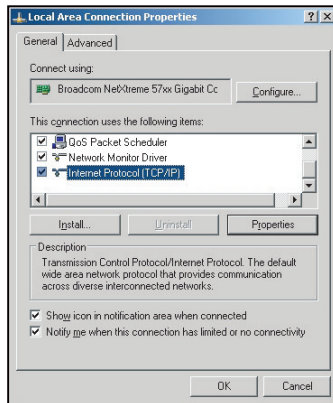 Local Area Connection Properties
General
Advanced
Connect using:
Broadcom NetXtreme 57xx Gigabit Cc
Configure...
This connection uses the following items:
QoS Packet Scheduler
Network Monitor Driver
Internet Protocol (TCP/IP)
Install...
Uninstall
Properties
Description
Transmission Control Protocol/Internet Protocol. The default
wide area network protocol that provides communication
across diverse interconnected networks.
Show icon in notification area when connected
Notify me when this connection has limited or no connectivity
OK
Cancel